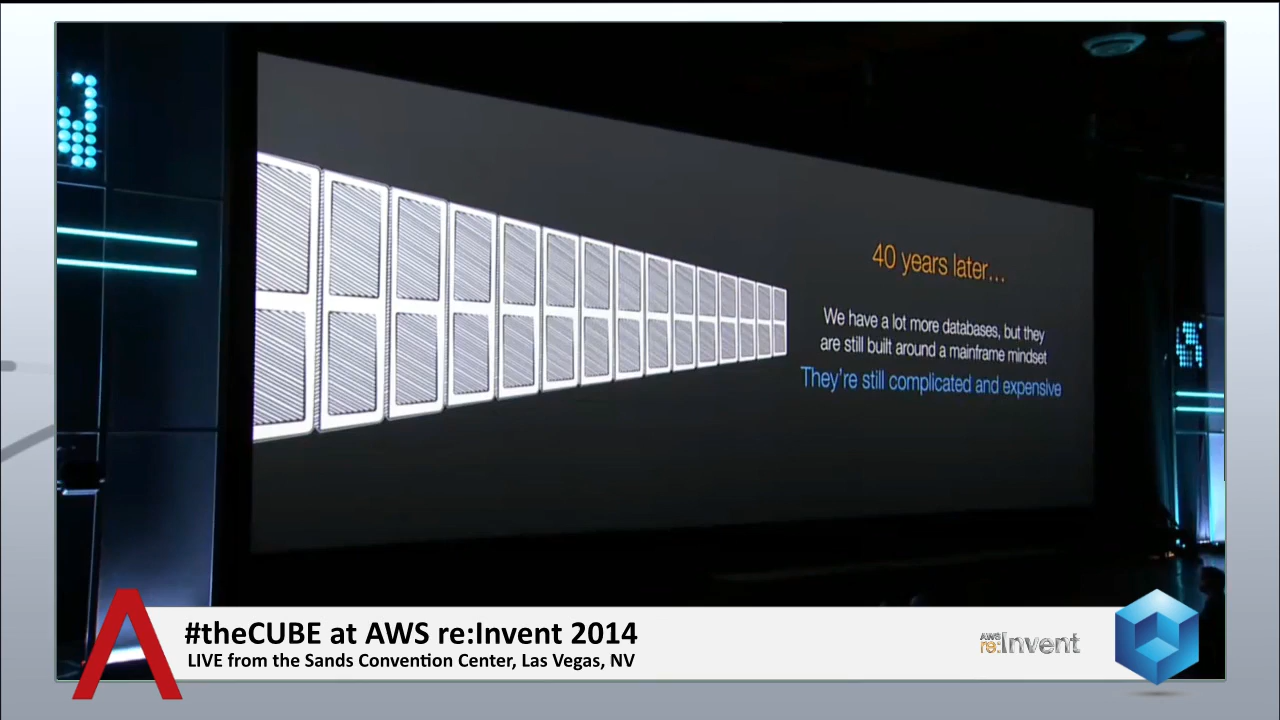 40 years later...
We have a lot more databases, but they
are still built around a mainframe mindset
They're still complicated and expensive
#theCUBE at AWS re:Invent 2014
LIVE from the Sands Convention Center, Las Vegas, NV
AWS
re:Invent